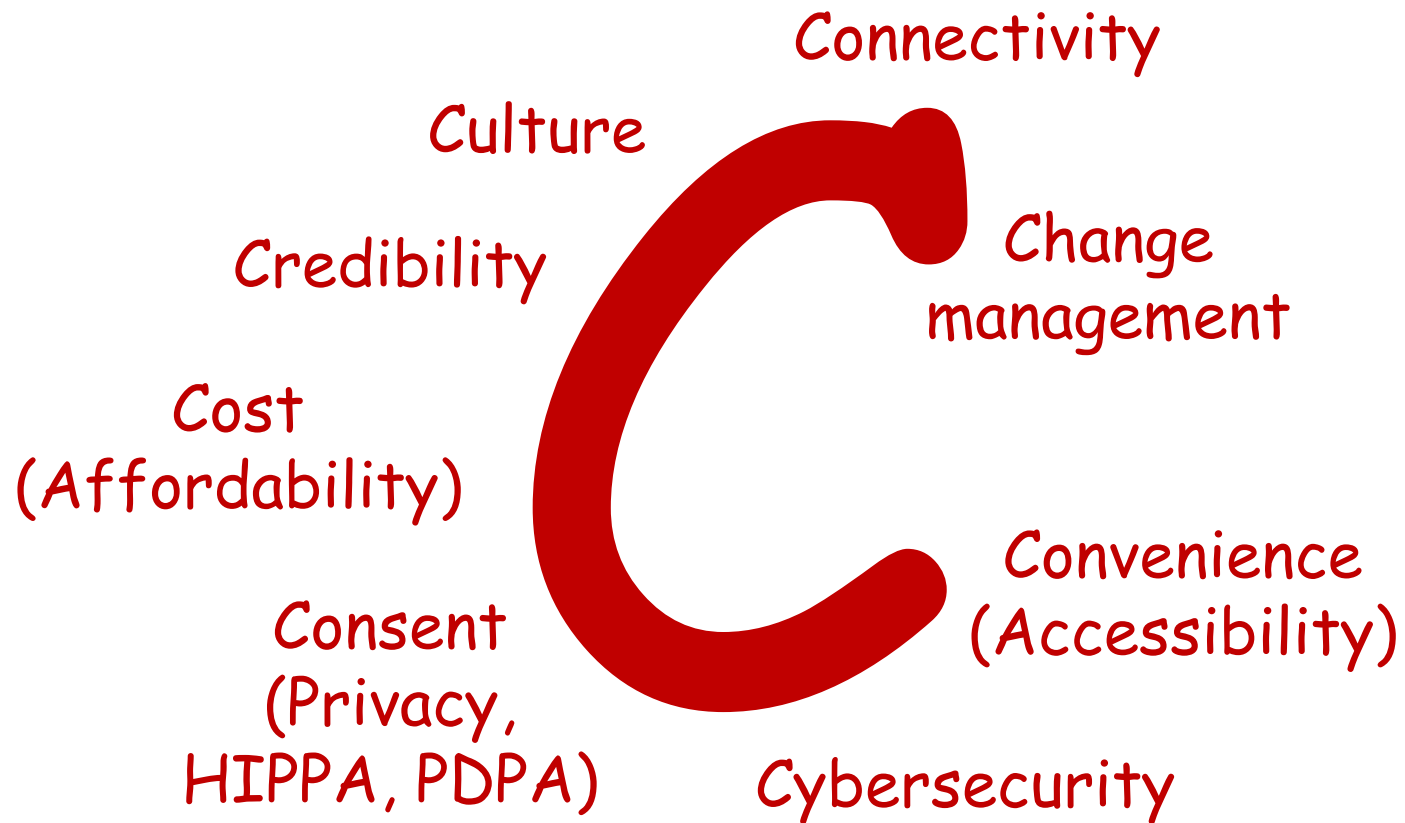 Connectivity
Culture
Credibility
Change
management
Cost
(Affordability)
C
Convenience
(Accessibility)
Consent
(Privacy,
HIPPA, PDPA)
Cybersecurity